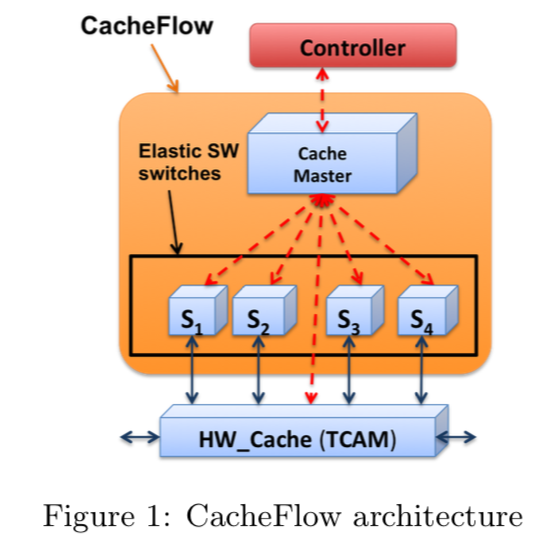 CacheFlow
Controller
Elastic SW
switches
Cache
Master
S1
S2
S3
S4
HW_Cache (TCAM)
Figure 1: CacheFlow architecture